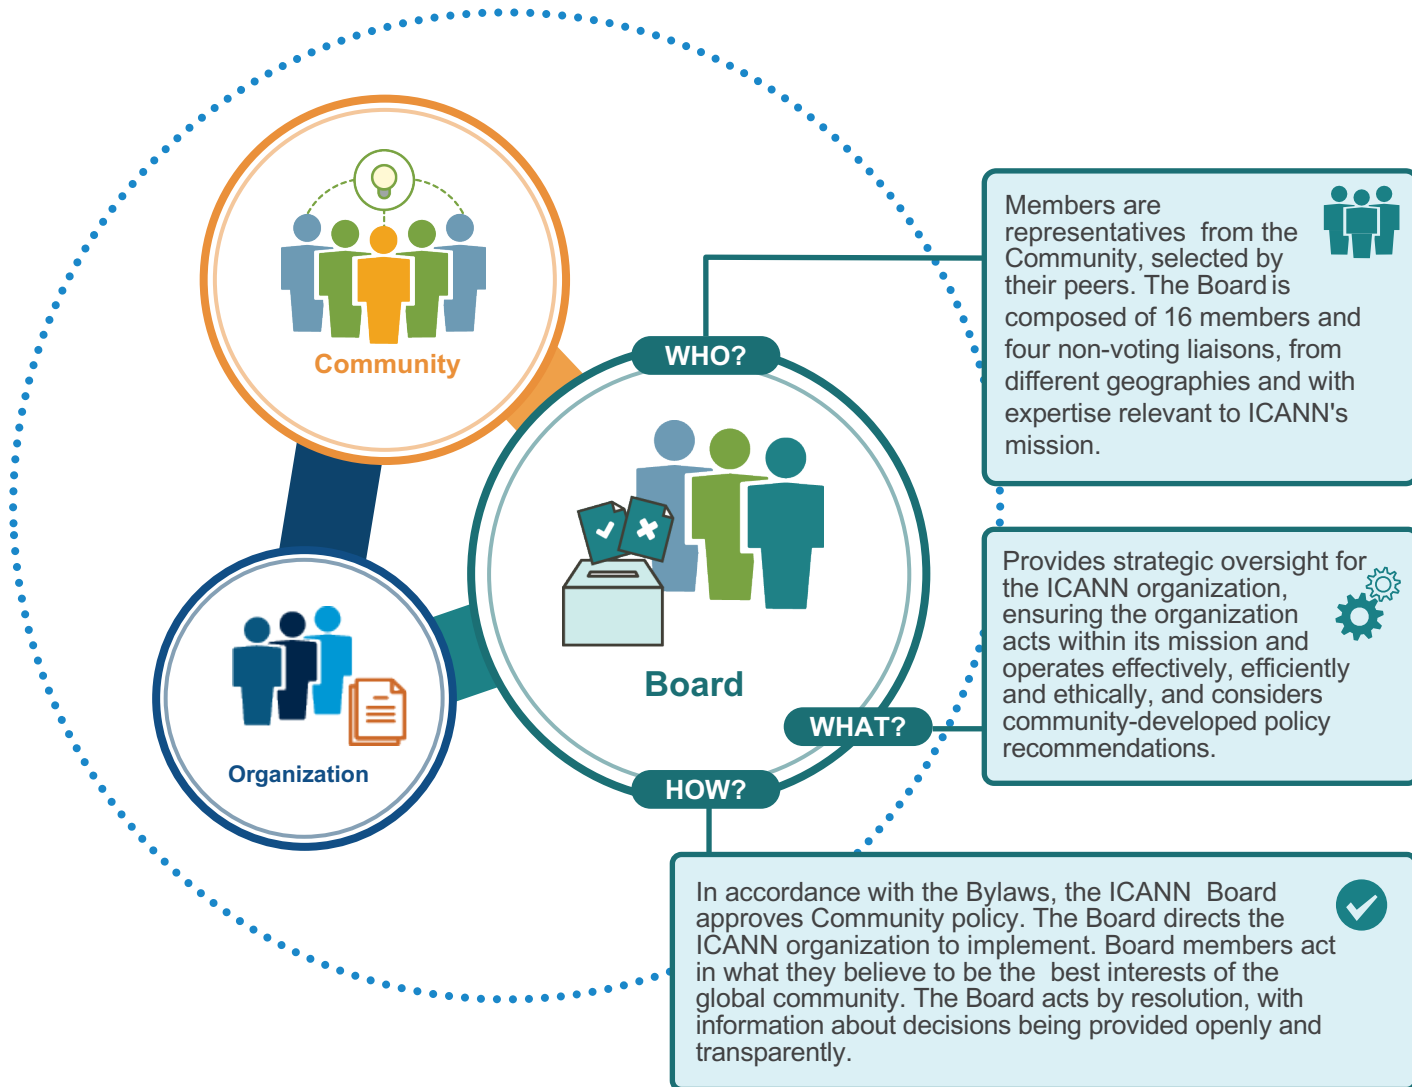 Community
Organization
Board
WHO?
Members are
representatives from the
Community, selected by
their peers. The Board is
composed of 16 members and
four non-voting liaisons, from
different geographies and with
expertise relevant to ICANN's
mission.
WHAT?
Provides strategic oversight for
the ICANN organization,
ensuring the organization
acts within its mission and
operates effectively, efficiently
and ethically, and considers
community-developed policy
recommendations.
HOW?
In accordance with the Bylaws, the ICANN Board
approves Community policy. The Board directs the
ICANN organization to implement. Board members act
in what they believe to be the best interests of the
global community. The Board acts by resolution, with
information about decisions being provided openly and
transparently.